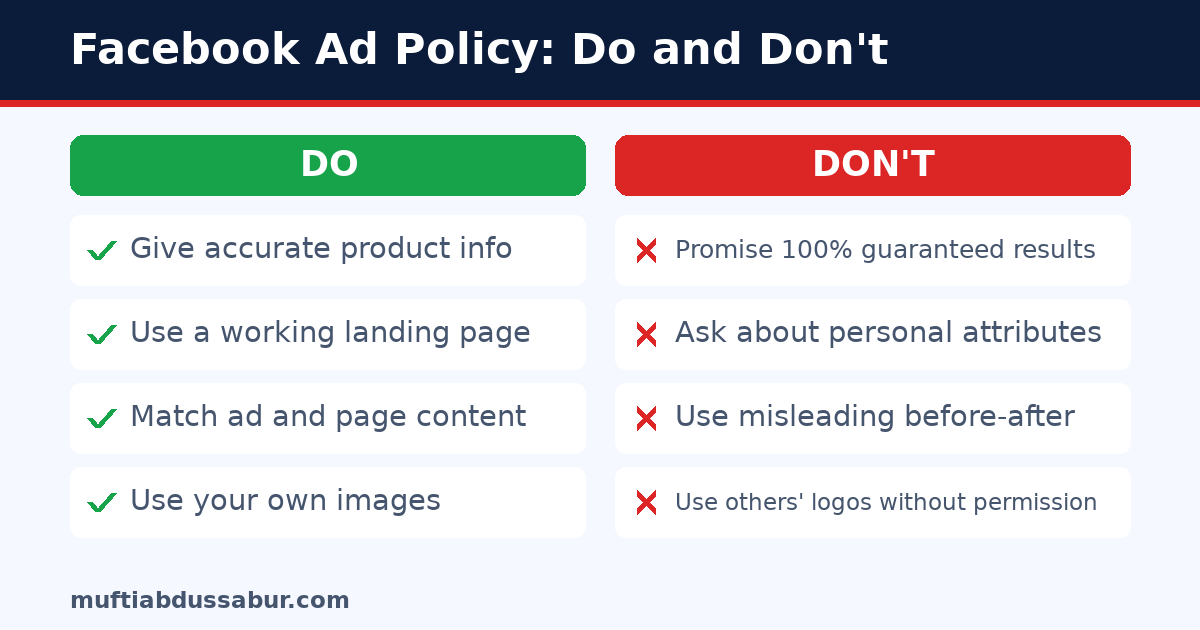 Facebook Ad Policy: Do and Don't
DO
Give accurate product info
Use a working landing page
Match ad and page content
Use your own images
DON'T
Promise 100% guaranteed results
Ask about personal attributes
Use misleading before-after
Use others' logos without permission
muftiabdussabur.com